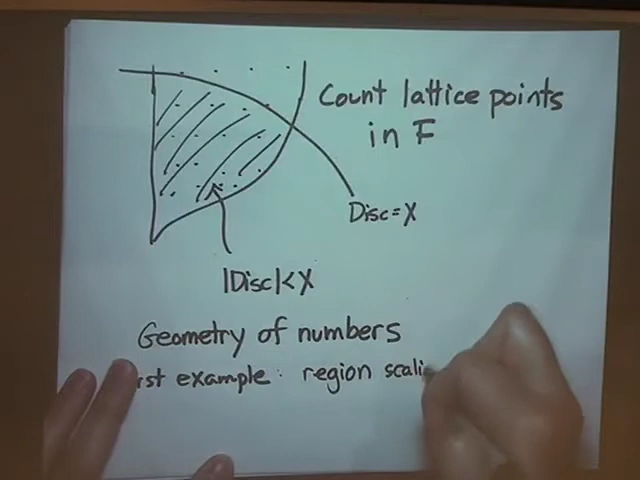 Count lattice points
in F
Disc=X
|Disc|<X
Geometry of numbers
example: region